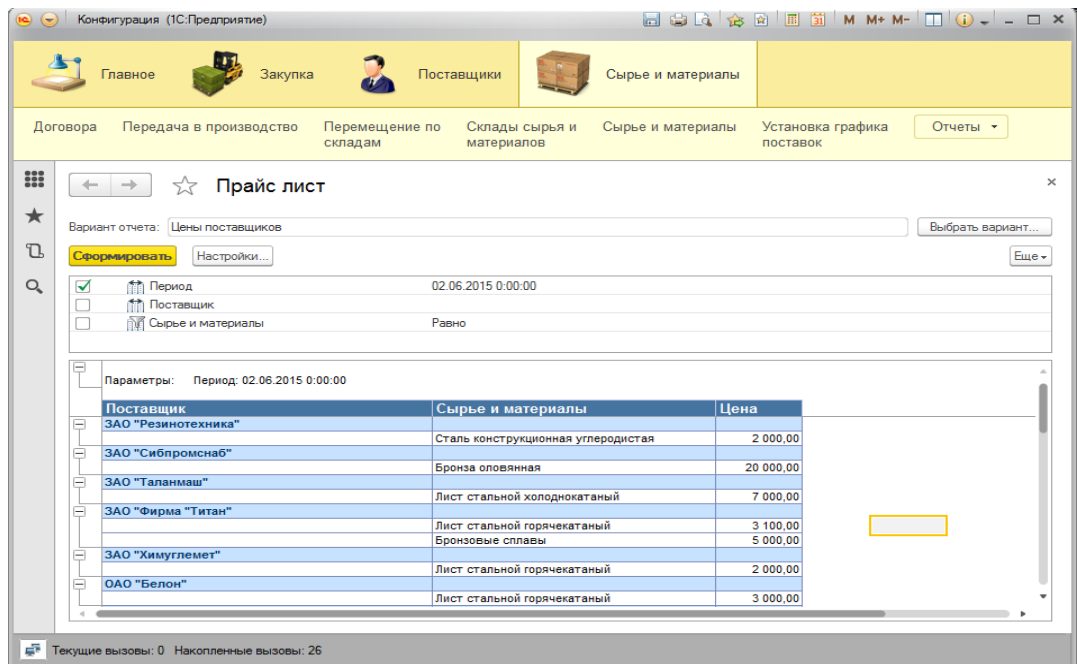 1С Конфигурация (1С:Предприятие) 31 M M+ M-
Главное Закупка Поставщики Сырье и материалы
Договора Передача в производство Перемещение по складам Склады сырья и материалов Сырье и материалы Установка графика поставок Отчеты
Прайс лист
Вариант отчета: Цены поставщиков Выбрать вариант...
Сформировать Настройки... Еще
Период 02.06.2015 0:00:00
Поставщик
Сырье и материалы Равно
Параметры: Период: 02.06.2015 0:00:00
Поставщик Сырье и материалы Цена
ЗАО "Резинотехника"
Сталь конструкционная углеродистая 2 000,00
ЗАО "Сибпромснаб"
Бронза оловянная 20 000,00
ЗАО "Таланмаш"
Лист стальной холоднокатаный 7 000,00
ЗАО "Фирма "Титан"
Лист стальной горячекатаный 3 100,00
Бронзовые сплавы 5 000,00
ЗАО "Химуглемет"
Лист стальной горячекатаный 2 000,00
ОАО "Белон"
Лист стальной горячекатаный 3 000,00
Текущие вызовы: 0 Накопленные вызовы: 26